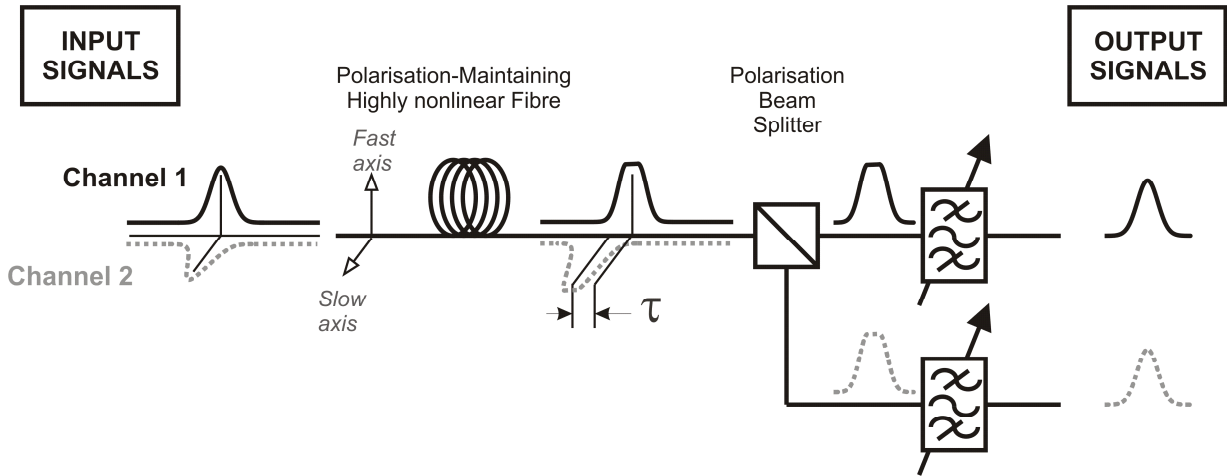 INPUT
SIGNALS
OUTPUT
SIGNALS
Polarisation-Maintaining
Highly nonlinear Fibre
Polarisation
Beam
Splitter
Fast
axis
Channel 1
Channel 2
Slow
axis
τ